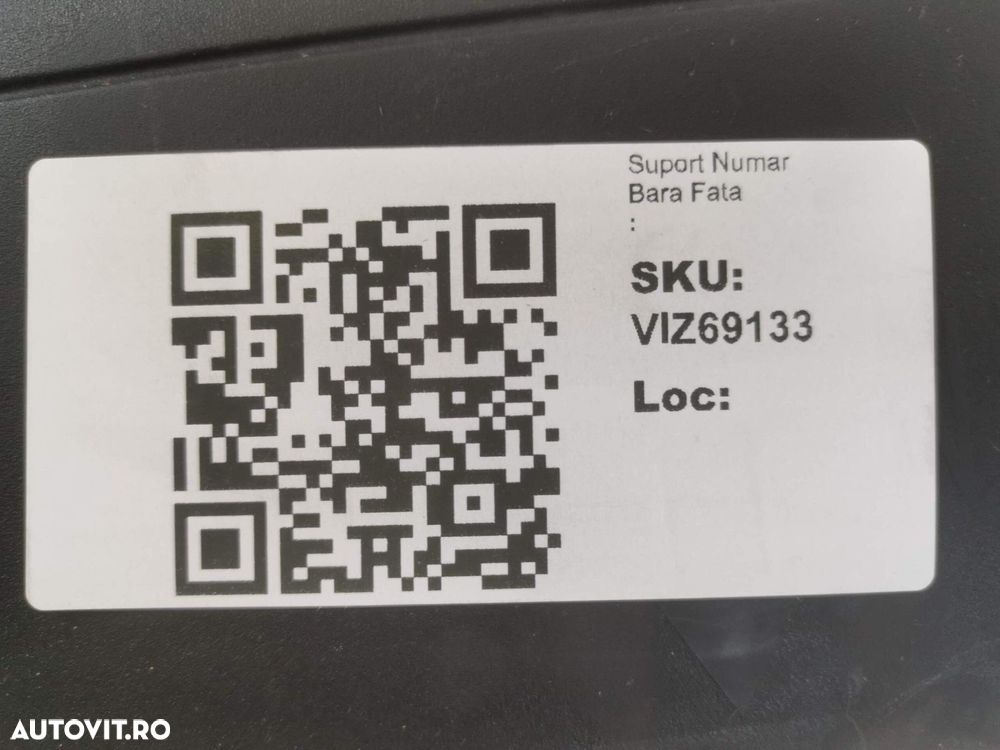 Suport Numar
Bara Fata
:
SKU:
VIZ69133
Loc:
AUTOVIT.RO